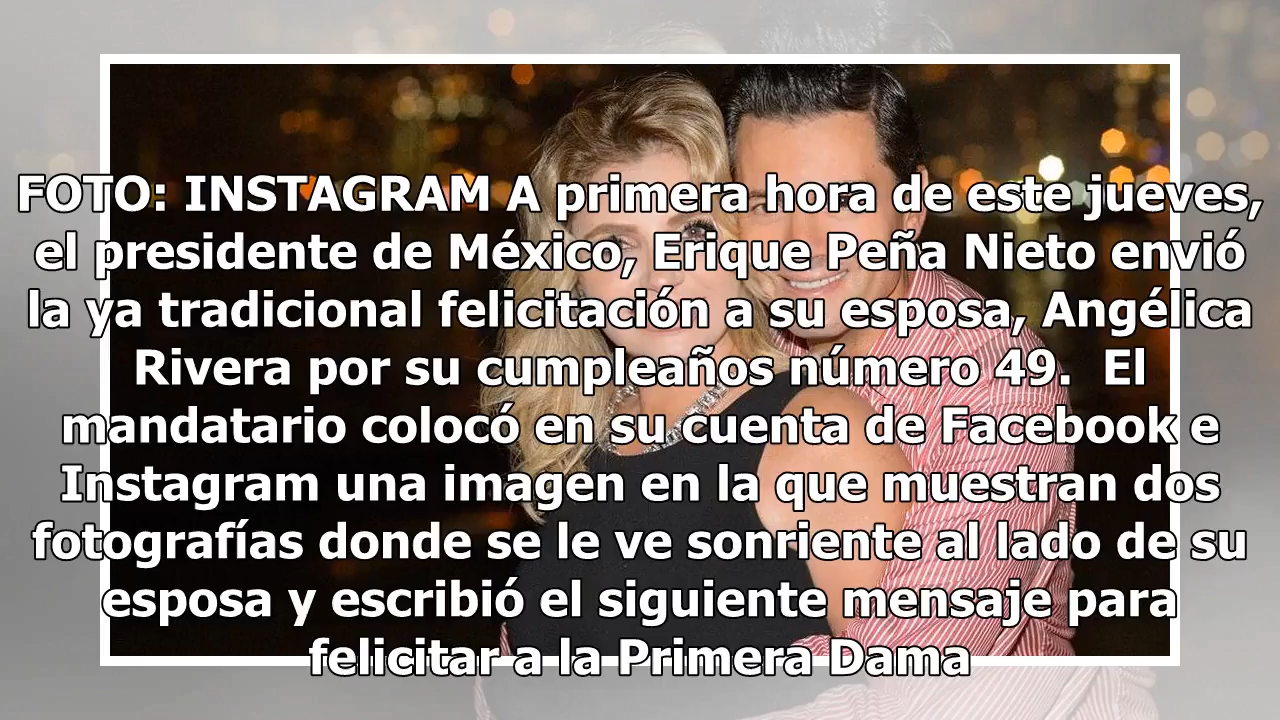 FOTO: INSTAGRAM A primera hora de este jueves,
el presidente de México, Erique Peña Nieto envió
la ya tradicional felicitación a su esposa, Angélica
Rivera por su cumpleaños número 49. El
mandatario colocó en su cuenta de Facebook e
Instagram una imagen en la que muestran dos
fotografías donde se le ve sonriente al lado de su
esposa y escribió el siguiente mensaje para
felicitar a la Primera Dama